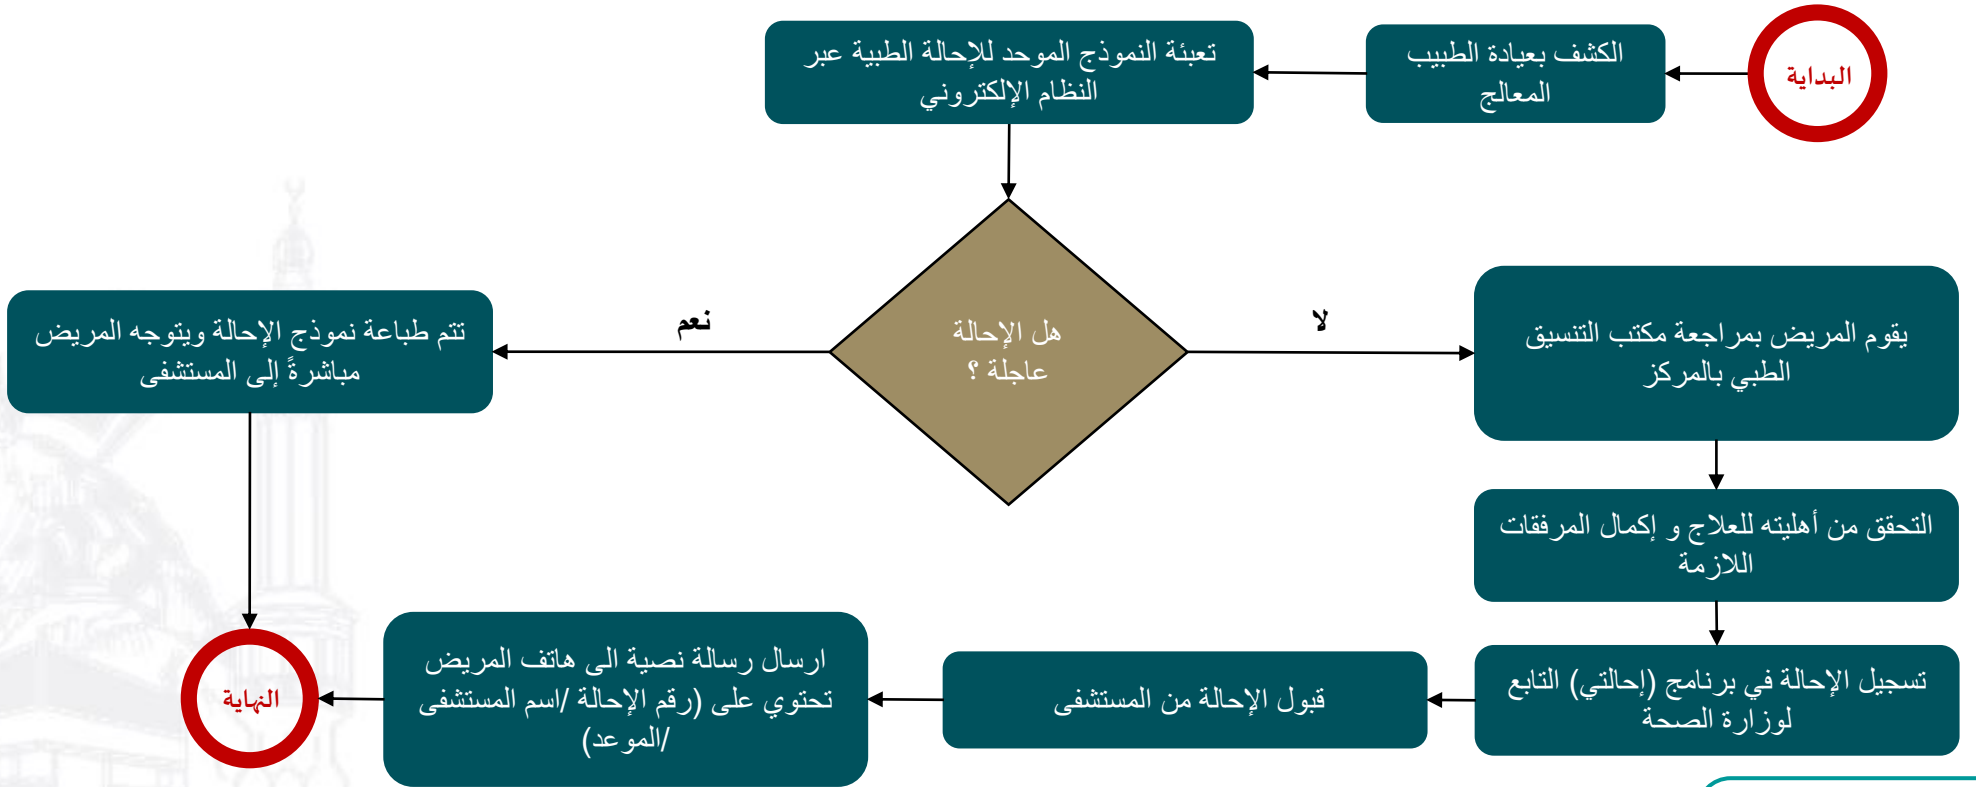 البداية
الكشف بعيادة الطبيب
المعالج
تعبئة النموذج الموحد للإحالة الطبية عبر
النظام الإلكتروني
هل الإحالة
عاجلة ؟
لا
نعم
يقوم المريض بمراجعة مكتب التنسيق
الطبي بالمركز
تتم طباعة نموذج الإحالة ويتوجه المريض
مباشرةً إلى المستشفى
التحقق من أهليته للعلاج و إكمال المرفقات
اللازمة
تسجيل الإحالة في برنامج (إحالتي) التابع
لوزارة الصحة
قبول الإحالة من المستشفى
ارسال رسالة نصية الى هاتف المريض
تحتوي على (رقم الإحالة /اسم المستشفى
/الموعد)
النهاية